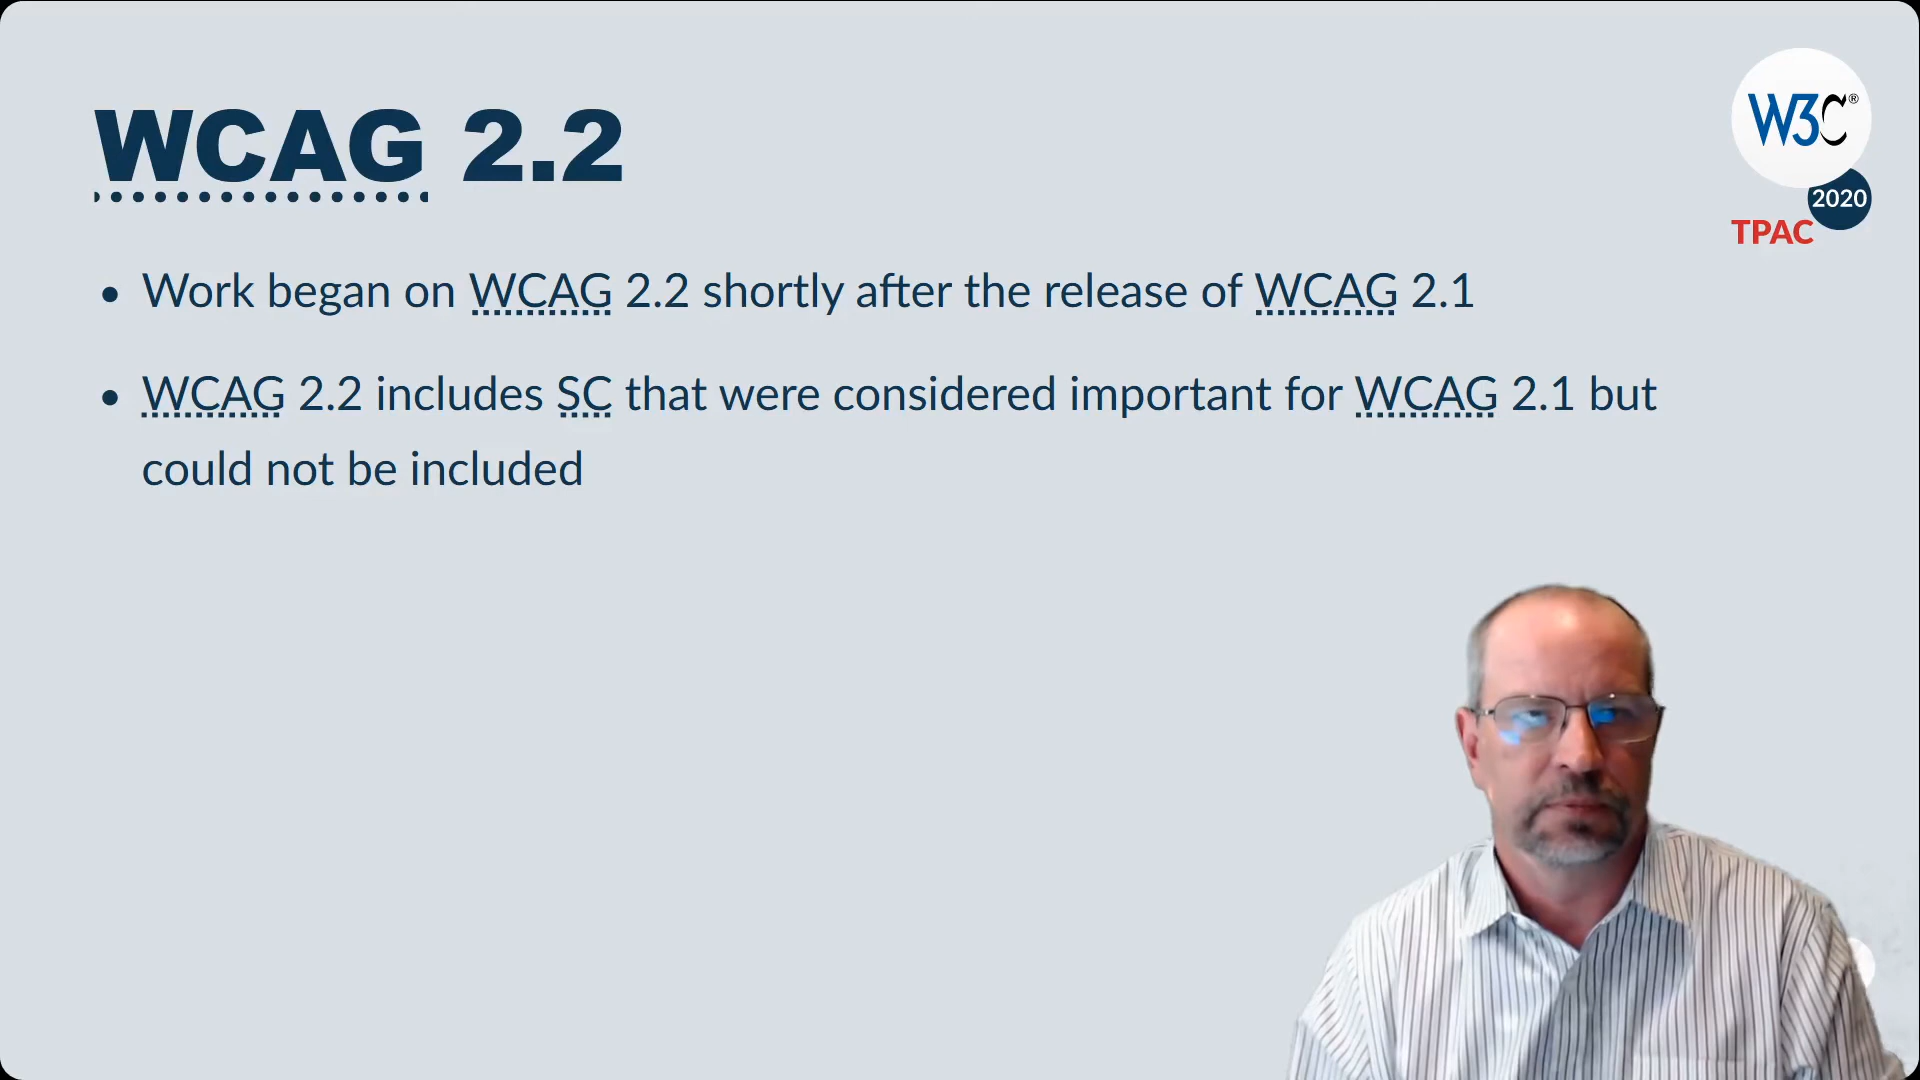 WCAG 2.2
W3C®
2020
TPAC
• Work began on WCAG 2.2 shortly after the release of WCAG 2.1
• WCAG 2.2 includes SC that were considered important for WCAG 2.1 but
could not be included